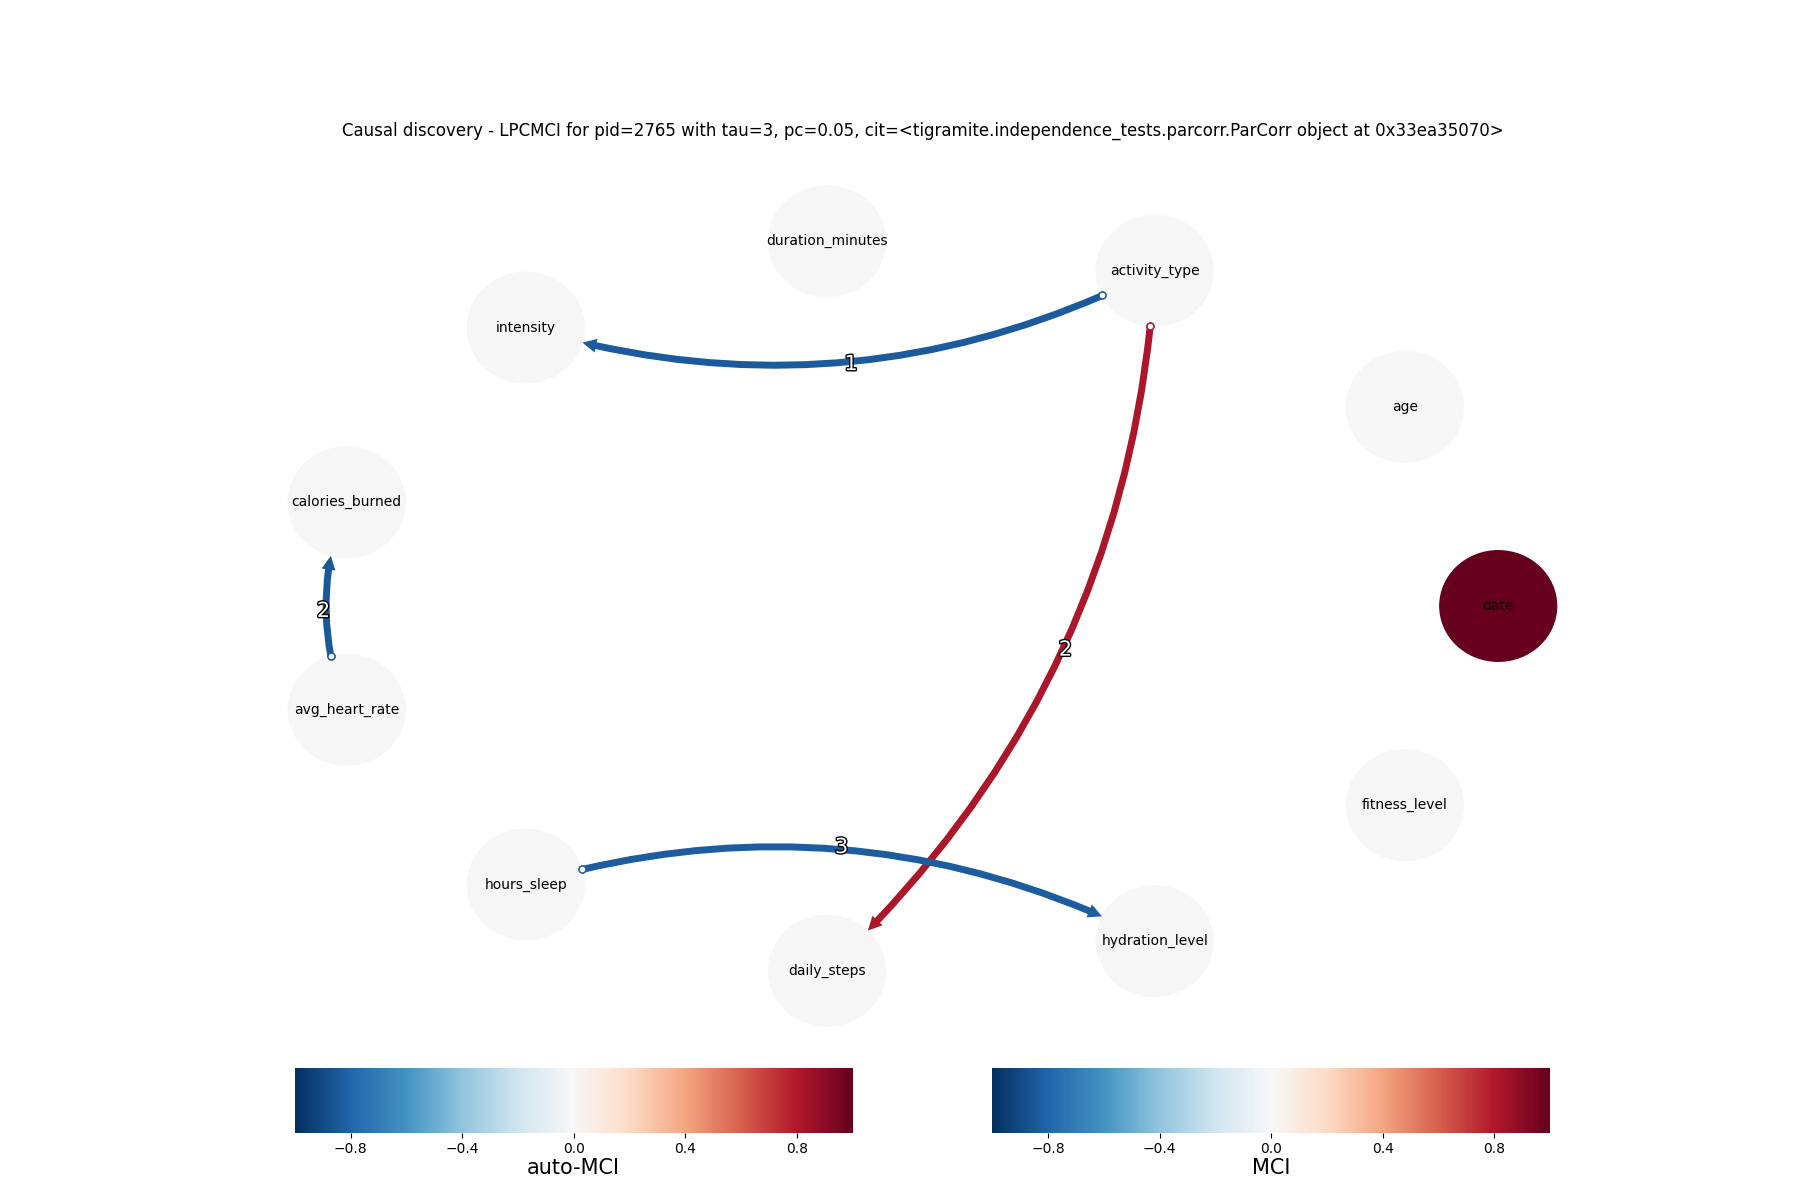 Causal discovery - LPCMCI for pid=2765 with tau=3, pc=0.05, cit=<tigramite.independence_tests.parcorr.ParCorr object at 0x33ea35070>
duration_minutes
activity_type
intensity
1
age
calories_burned
date
2
2
avg_heart_rate
fitness_level
3
hours_sleep
hydration_level
daily_steps
−0.8 −0.4 0.0 0.4 0.8
auto-MCI
−0.8 −0.4 0.0 0.4 0.8
MCI